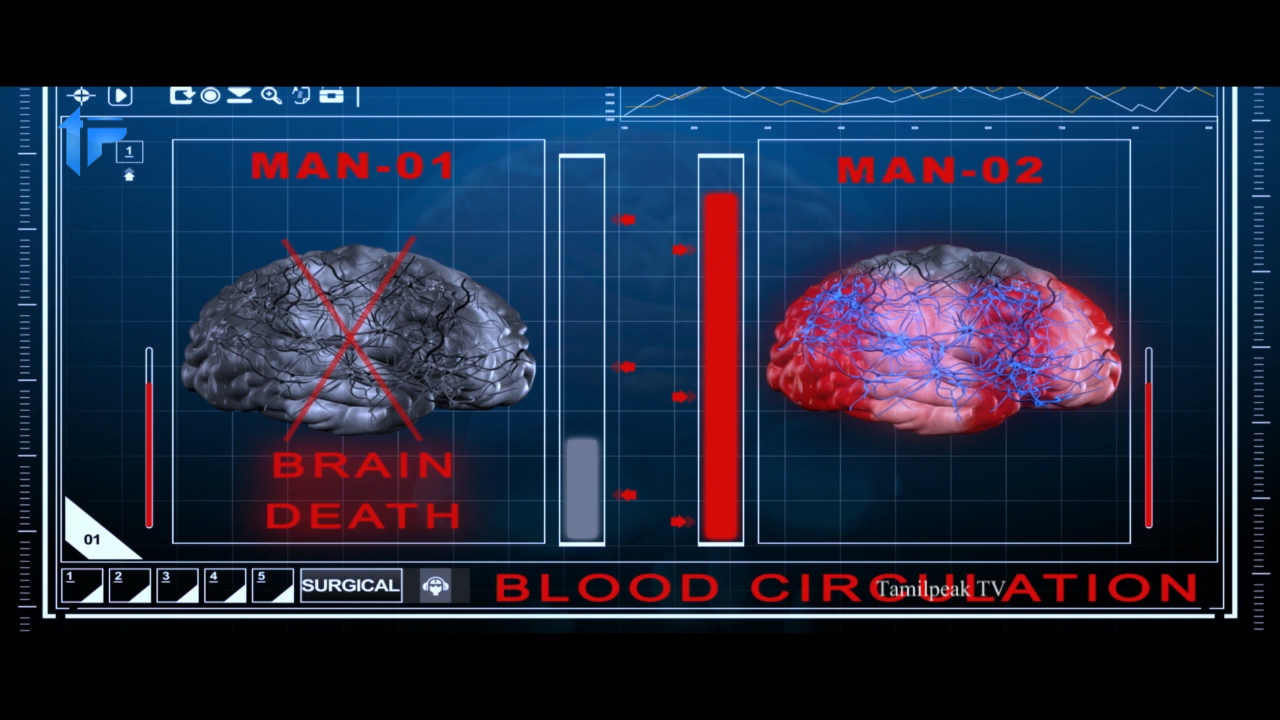 1
MAN-01
MAN-02
BRAIN
DEATH
01
1 2 3 4 5 SURGICAL
BLOOD CIRCULATION
Tamilpeak TV